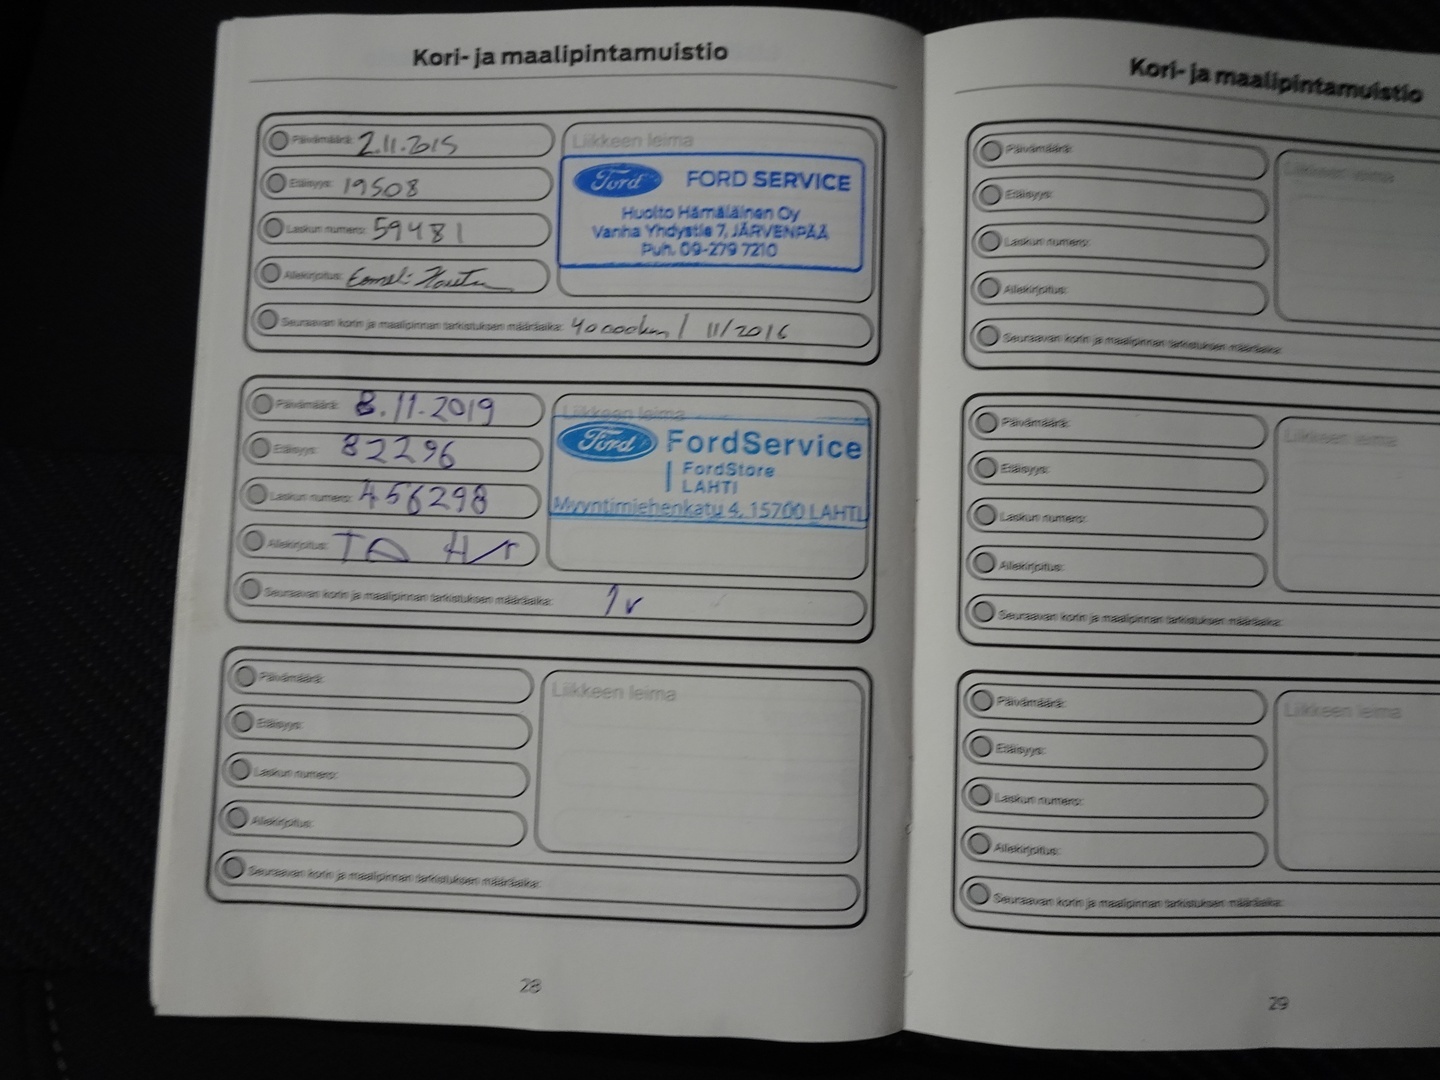 Kori- ja maalipintamuistio
Päivämäärä: 2.11.2015
Etäisyys: 19508
Laskun numero: 59481
Allekirjoitus:
Liikkeen leima
Ford FORD SERVICE
Huolto Hämäläinen Oy
Vanha Yhdystie 7, JÄRVENPÄÄ
Puh. 09-279 7210
Seuraavan korin ja maalipinnan tarkistuksen määräaika: 40 000km / 11/2016
Päivämäärä: 8.11.2019
Etäisyys: 82296
Laskun numero: 456298
Allekirjoitus:
Liikkeen leima
Ford FordService
FordStore
LAHTI
Myyntimiehenkatu 4, 15700 LAHTI
Seuraavan korin ja maalipinnan tarkistuksen määräaika: 1 v
Päivämäärä:
Etäisyys:
Laskun numero:
Allekirjoitus:
Liikkeen leima
Seuraavan korin ja maalipinnan tarkistuksen määräaika:
28
Kori- ja maalipintamuistio
Päivämäärä:
Etäisyys:
Laskun numero:
Allekirjoitus:
Liikkeen leima
Seuraavan korin ja maalipinnan tarkistuksen määräaika:
Päivämäärä:
Etäisyys:
Laskun numero:
Allekirjoitus:
Liikkeen leima
Seuraavan korin ja maalipinnan tarkistuksen määräaika:
Päivämäärä:
Etäisyys:
Laskun numero:
Allekirjoitus:
Liikkeen leima
Seuraavan korin ja maalipinnan tarkistuksen määräaika:
29